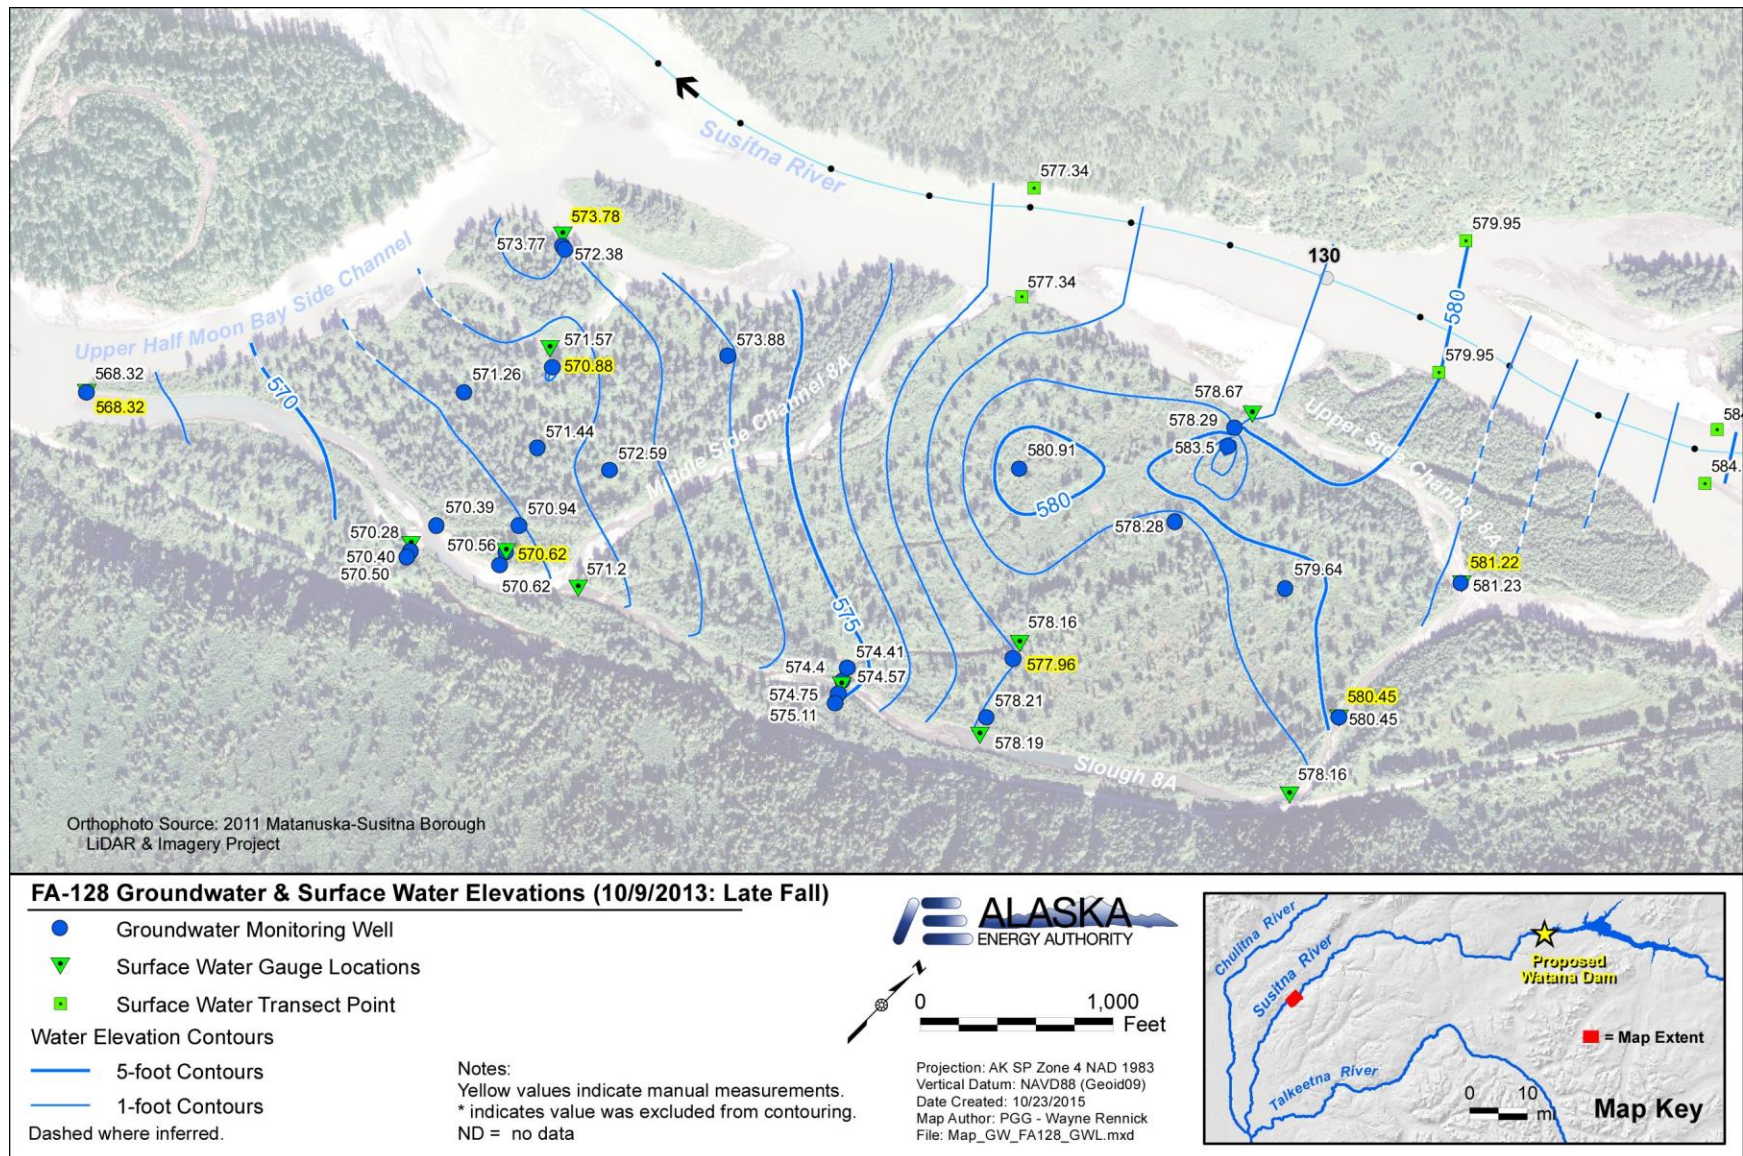 573.78
573.77
572.38
Susitna River
577.34
577.34
130
579.95
580
579.95
Upper Half Moon Bay Side Channel
568.32
568.32
570
571.57
570.88
571.26
573.88
571.44
572.59
Middle Side Channel 8A
578.67
578.29
583.5
Upper Side Channel 8A
584.
580.91
580
578.28
570.39
570.94
570.28
570.40
570.50
570.56
570.62
570.62
571.2
575
579.64
581.22
581.23
578.16
577.96
574.41
574.4
574.57
574.75
575.11
578.21
578.19
580.45
580.45
Slough 8A
578.16
Orthophoto Source: 2011 Matanuska-Susitna Borough
LiDAR & Imagery Project
FA-128 Groundwater & Surface Water Elevations (10/9/2013: Late Fall)
Groundwater Monitoring Well
Surface Water Gauge Locations
Surface Water Transect Point
Water Elevation Contours
5-foot Contours
1-foot Contours
Dashed where inferred.
Notes:
Yellow values indicate manual measurements.
* indicates value was excluded from contouring.
ND = no data
ALASKA
ENERGY AUTHORITY
N
0 1,000
Feet
Projection: AK SP Zone 4 NAD 1983
Vertical Datum: NAVD88 (Geoid09)
Date Created: 10/23/2015
Map Author: PGG - Wayne Rennick
File: Map_GW_FA128_GWL.mxd
Chulitna River
Susitna River
Proposed
Watana Dam
= Map Extent
Talkeetna River
0 10
mi
Map Key